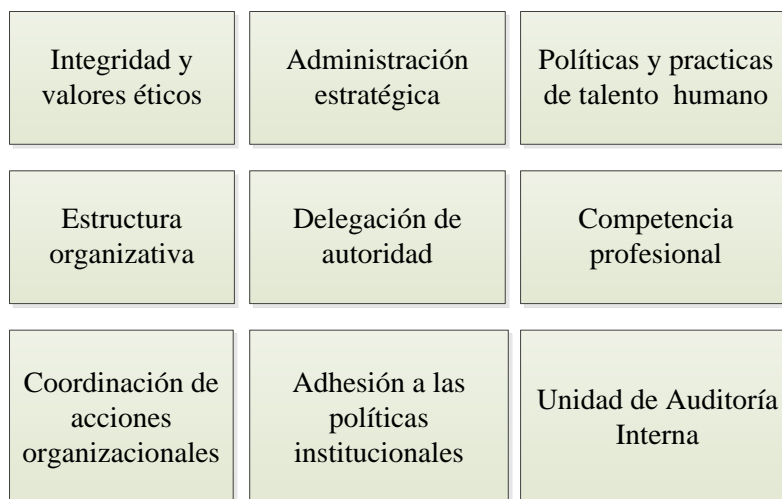 Integridad y
valores éticos
Administración
estratégica
Políticas y practicas
de talento humano
Estructura
organizativa
Delegación de
autoridad
Competencia
profesional
Coordinación de
acciones
organizacionales
Adhesión a las
políticas
institucionales
Unidad de Auditoría
Interna